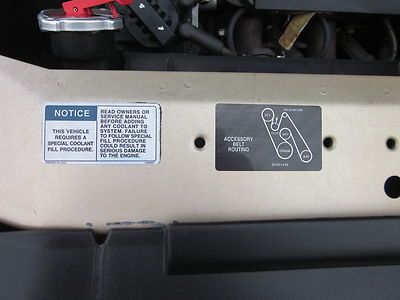 NOTICE
THIS VEHICLE
REQUIRES A
SPECIAL COOLANT
FILL PROCEDURE.
READ OWNERS OR
SERVICE MANUAL
BEFORE ADDING
ANY COOLANT TO
SYSTEM. FAILURE
TO FOLLOW SPECIAL
FILL PROCEDURE
COULD RESULT IN
SERIOUS DAMAGE
TO THE ENGINE.
ACCESSORY
BELT
ROUTING
CRANK